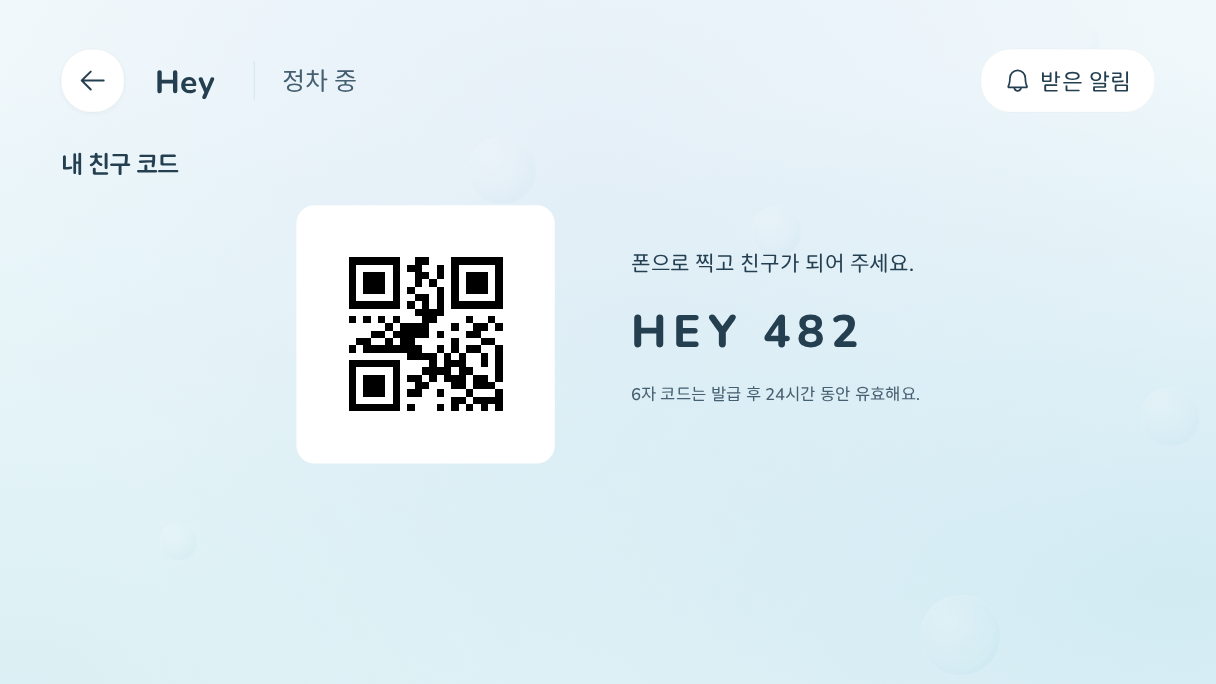 Hey
정차 중
받은 알림
내 친구 코드
폰으로 찍고 친구가 되어 주세요.
HEY 482
6자 코드는 발급 후 24시간 동안 유효해요.